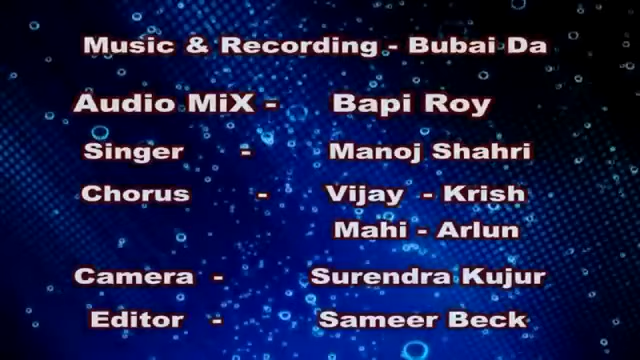 Music & Recording - Bubai Da
Audio MiX - Bapi Roy
Singer - Manoj Shahri
Chorus - Vijay - Krish
Mahi - Arlun
Camera - Surendra Kujur
Editor - Sameer Beck